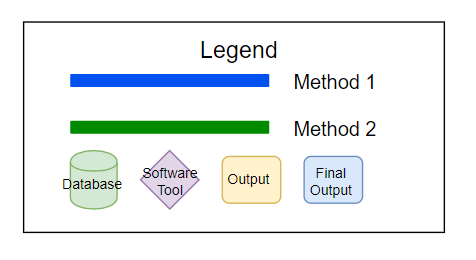 Legend
Method 1
Method 2
Database
Software
Tool
Output
Final
Output